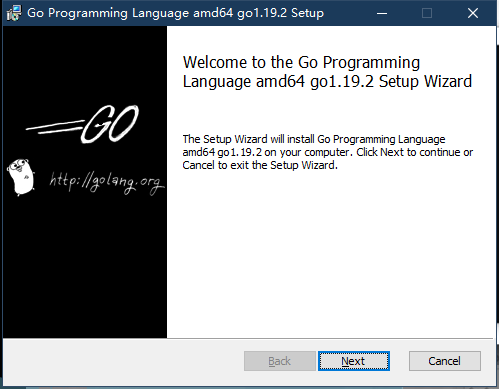 Go Programming Language amd64 go1.19.2 Setup
Welcome to the Go Programming
Language amd64 go1.19.2 Setup Wizard
GO
http://golang.org
The Setup Wizard will install Go Programming Language
amd64 go1.19.2 on your computer. Click Next to continue or
Cancel to exit the Setup Wizard.
Back
Next
Cancel